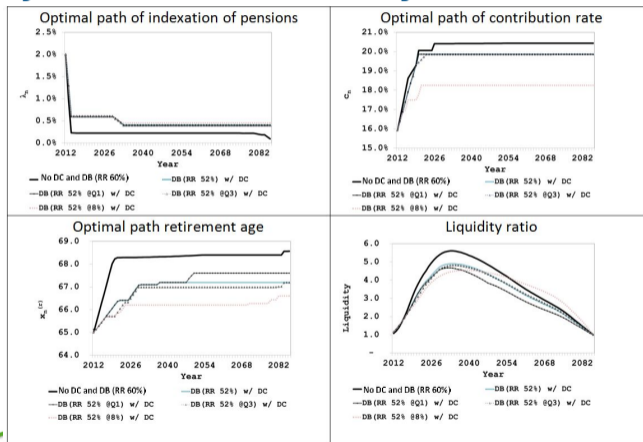 Optimal path of indexation of pensions
2.5%
2.0%
1.5%
1.0%
0.5%
0.0%
λn
2012 2026 2040 2054 2068 2082
Year
No DC and DB (RR 60%)
DB (RR 52%) w/ DC
DB (RR 52% @Q1) w/ DC
DB (RR 52% @Q3) w/ DC
DB (RR 52% @8%) w/ DC
Optimal path of contribution rate
21.0%
20.0%
19.0%
18.0%
17.0%
16.0%
15.0%
cn
2012 2026 2040 2054 2068 2082
Year
No DC and DB (RR 60%)
DB (RR 52%) w/ DC
DB (RR 52% @Q1) w/ DC
DB (RR 52% @Q3) w/ DC
DB (RR 52% @8%) w/ DC
Optimal path retirement age
69.0
68.0
67.0
66.0
65.0
64.0
xn(r)
2012 2026 2040 2054 2068 2082
Year
No DC and DB (RR 60%)
DB (RR 52%) w/ DC
DB (RR 52% @Q1) w/ DC
DB (RR 52% @Q3) w/ DC
DB (RR 52% @8%) w/ DC
Liquidity ratio
6.0
5.0
4.0
3.0
2.0
1.0
-
Liquidity
2012 2026 2040 2054 2068 2082
Year
No DC and DB (RR 60%)
DB (RR 52%) w/ DC
DB (RR 52% @Q1) w/ DC
DB (RR 52% @Q3) w/ DC
DB (RR 52% @8%) w/ DC